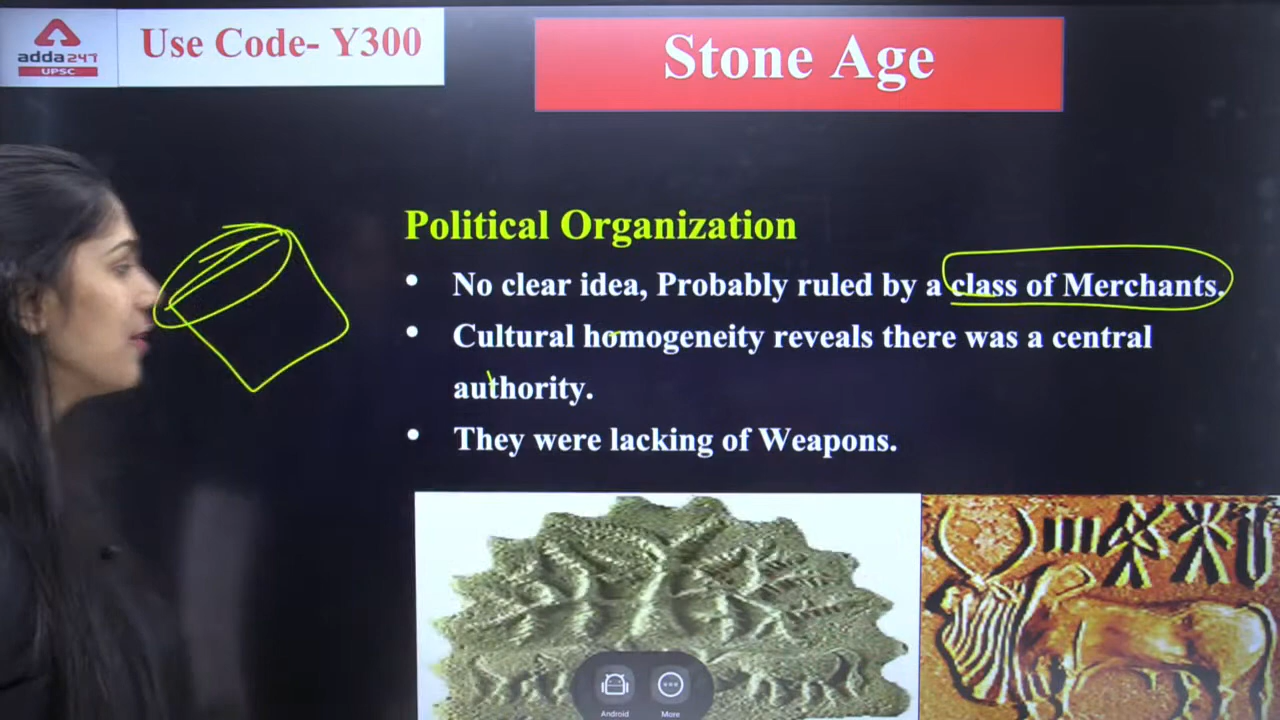 adda247
UPSC
Use Code- Y300
Stone Age
Political Organization
• No clear idea, Probably ruled by a class of Merchants.
• Cultural homogeneity reveals there was a central
authority.
• They were lacking of Weapons.
Android
More